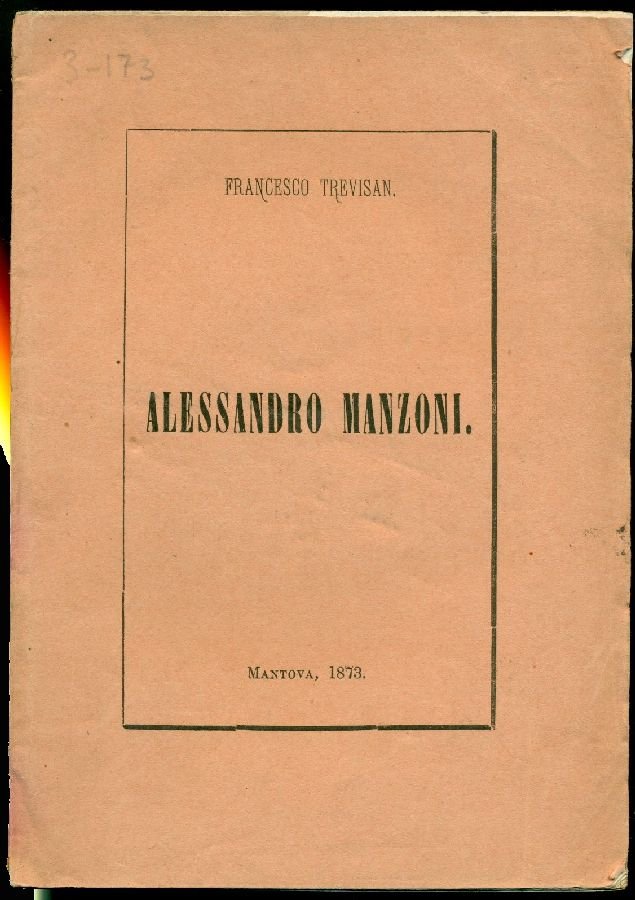 3-173
FRANCESCO TREVISAN.
ALESSANDRO MANZONI.
MANTOVA, 1873.